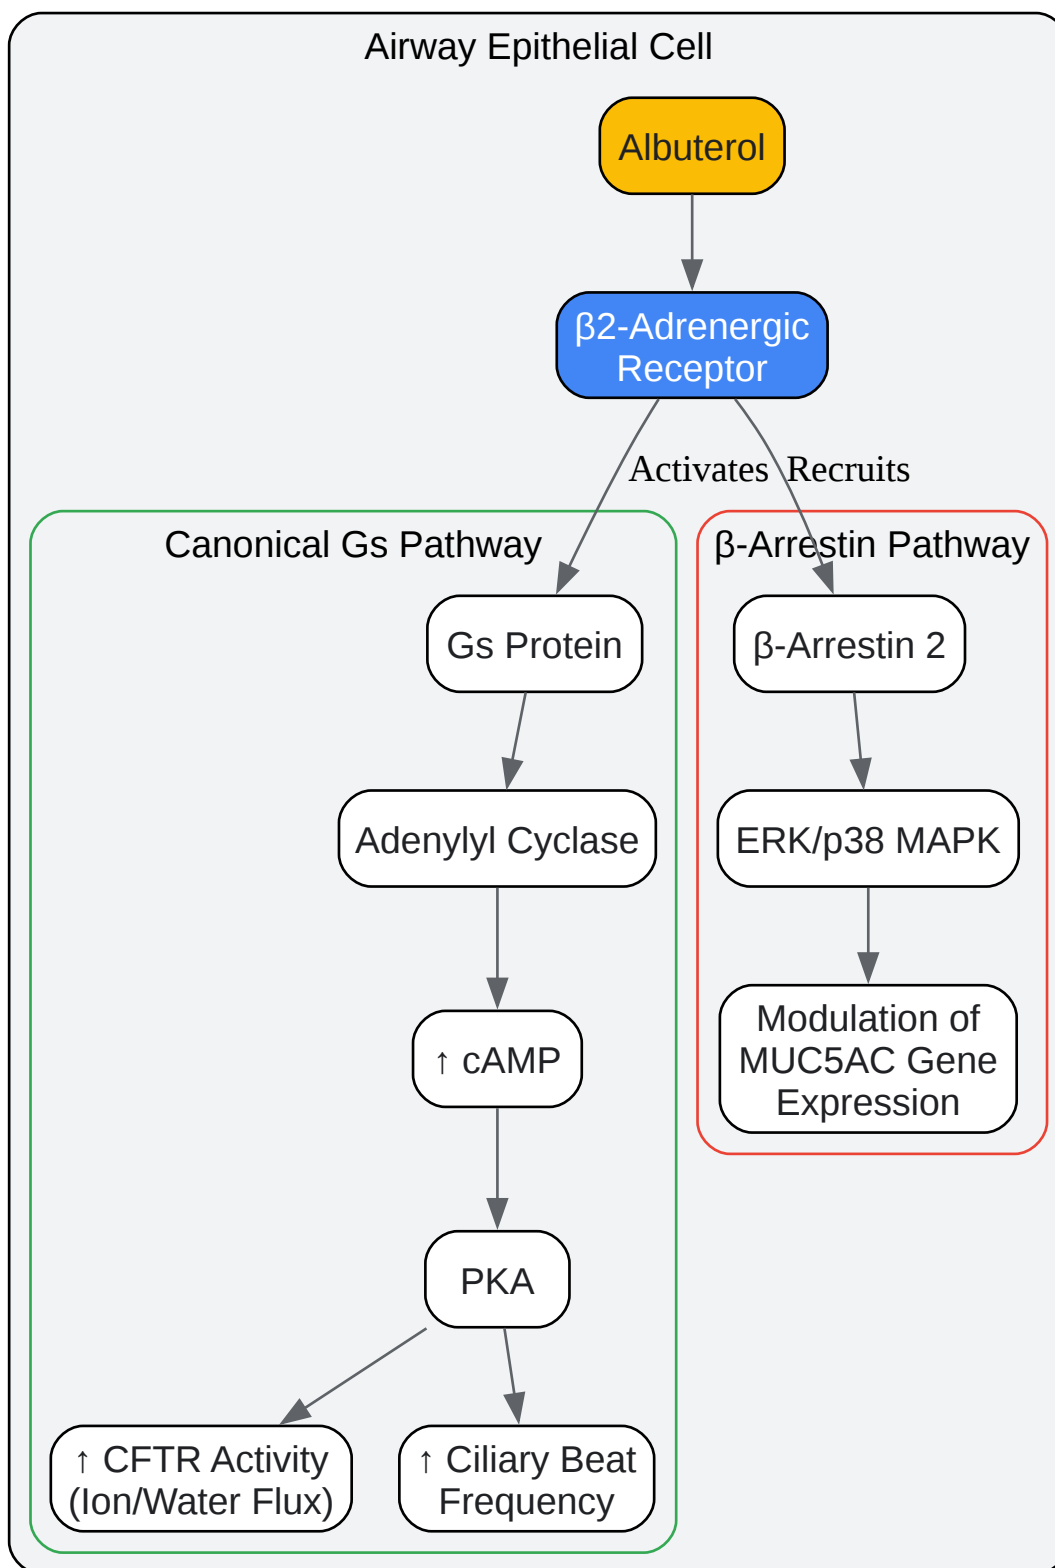 Airway Epithelial Cell
Albuterol
β2-Adrenergic
Receptor
Activates
Recruits
Canonical Gs Pathway
β-Arrestin Pathway
Gs Protein
β-Arrestin 2
Adenylyl Cyclase
ERK/p38 MAPK
↑ cAMP
Modulation of
MUC5AC Gene
Expression
PKA
↑ CFTR Activity
(Ion/Water Flux)
↑ Ciliary Beat
Frequency